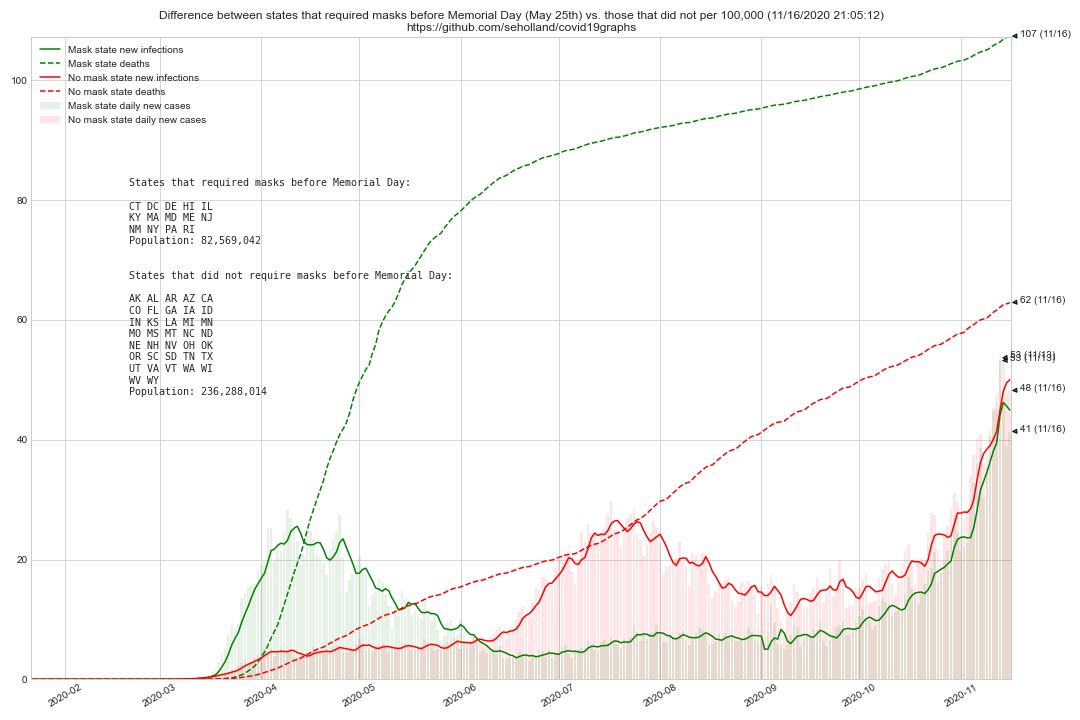 Difference between states that required masks before Memorial Day (May 25th) vs. those that did not per 100,000 (11/16/2020 21:05:12)
https://github.com/seholland/covid19graphs
Mask state new infections
Mask state deaths
No mask state new infections
No mask state deaths
Mask state daily new cases
No mask state daily new cases
States that required masks before Memorial Day:
CT DC DE HI IL
KY MA MD ME NJ
NM NY PA RI
Population: 82,569,042
States that did not require masks before Memorial Day:
AK AL AR AZ CA
CO FL GA IA ID
IN KS LA MI MN
MO MS MT NC ND
NE NH NV OH OK
OR SC SD TN TX
UT VA VT WA WI
WV WY
Population: 236,288,014
107 (11/16)
62 (11/16)
53 (11/13)
53 (11/13)
48 (11/16)
41 (11/16)
100
80
60
40
20
0
2020-02
2020-03
2020-04
2020-05
2020-06
2020-07
2020-08
2020-09
2020-10
2020-11